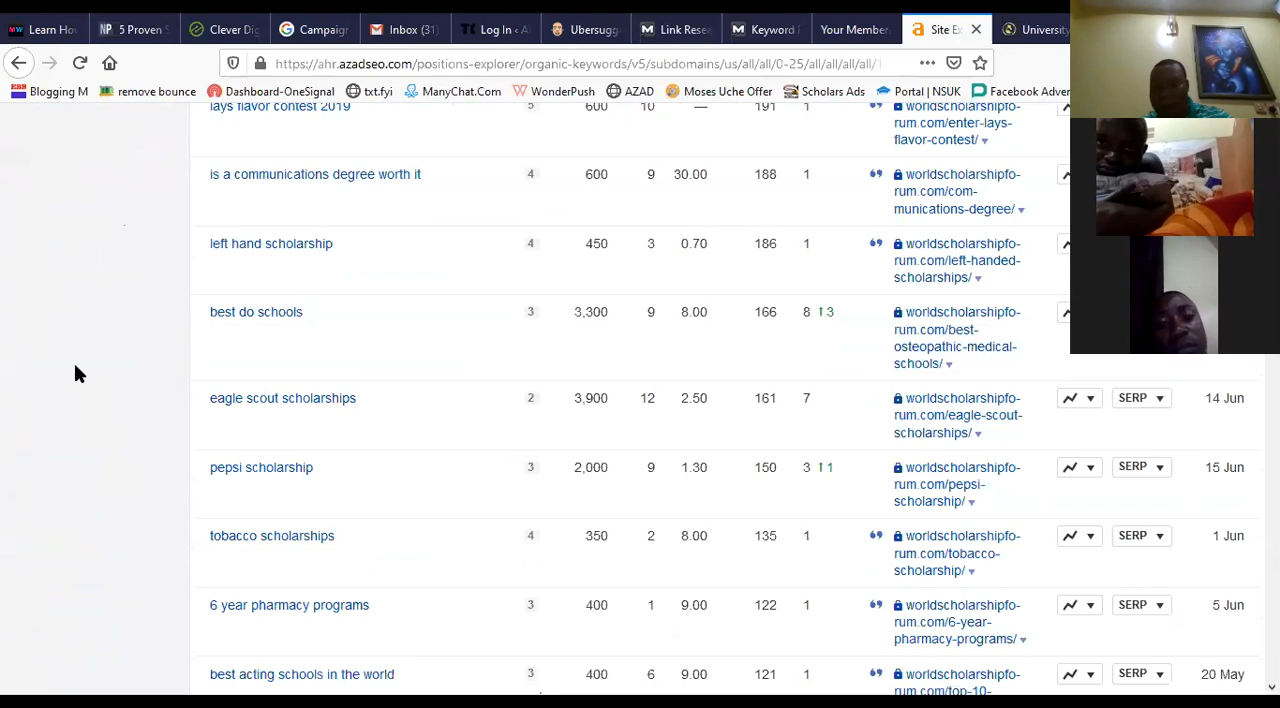 Learn Hov
5 Proven S
Clever Dig
Campaign
Inbox (31)
Log In ‹ A
Ubersugge
Link Resea
Keyword
Your Member
Site Ex
University
https://ahr.azadseo.com/positions-explorer/organic-keywords/v5/subdomains/us/all/all/0-25/all/all/all/all/
Blogging M
remove bounce
Dashboard-OneSignal
txt.fyi
ManyChat.Com
WonderPush
AZAD
Moses Uche Offer
Scholars Ads
Portal | NSUK
Facebook Adver
lays flavor contest 2019 5 600 10 — 191 1 worldscholarshipfo-
rum.com/enter-lays-
flavor-contest/
is a communications degree worth it 4 600 9 30.00 188 1 worldscholarshipfo-
rum.com/com-
munications-degree/
left hand scholarship 4 450 3 0.70 186 1 worldscholarshipfo-
rum.com/left-handed-
scholarships/
best do schools 3 3,300 9 8.00 166 8 ↑3 worldscholarshipfo-
rum.com/best-
osteopathic-medical-
schools/
eagle scout scholarships 2 3,900 12 2.50 161 7 worldscholarshipfo- SERP 14 Jun
rum.com/eagle-scout-
scholarships/
pepsi scholarship 3 2,000 9 1.30 150 3 ↑1 worldscholarshipfo- SERP 15 Jun
rum.com/pepsi-
scholarship/
tobacco scholarships 4 350 2 8.00 135 1 worldscholarshipfo- SERP 1 Jun
rum.com/tobacco-
scholarship/
6 year pharmacy programs 3 400 1 9.00 122 1 worldscholarshipfo- SERP 5 Jun
rum.com/6-year-
pharmacy-programs/
best acting schools in the world 3 400 6 9.00 121 1 worldscholarshipfo- SERP 20 May
rum.com/top-10-